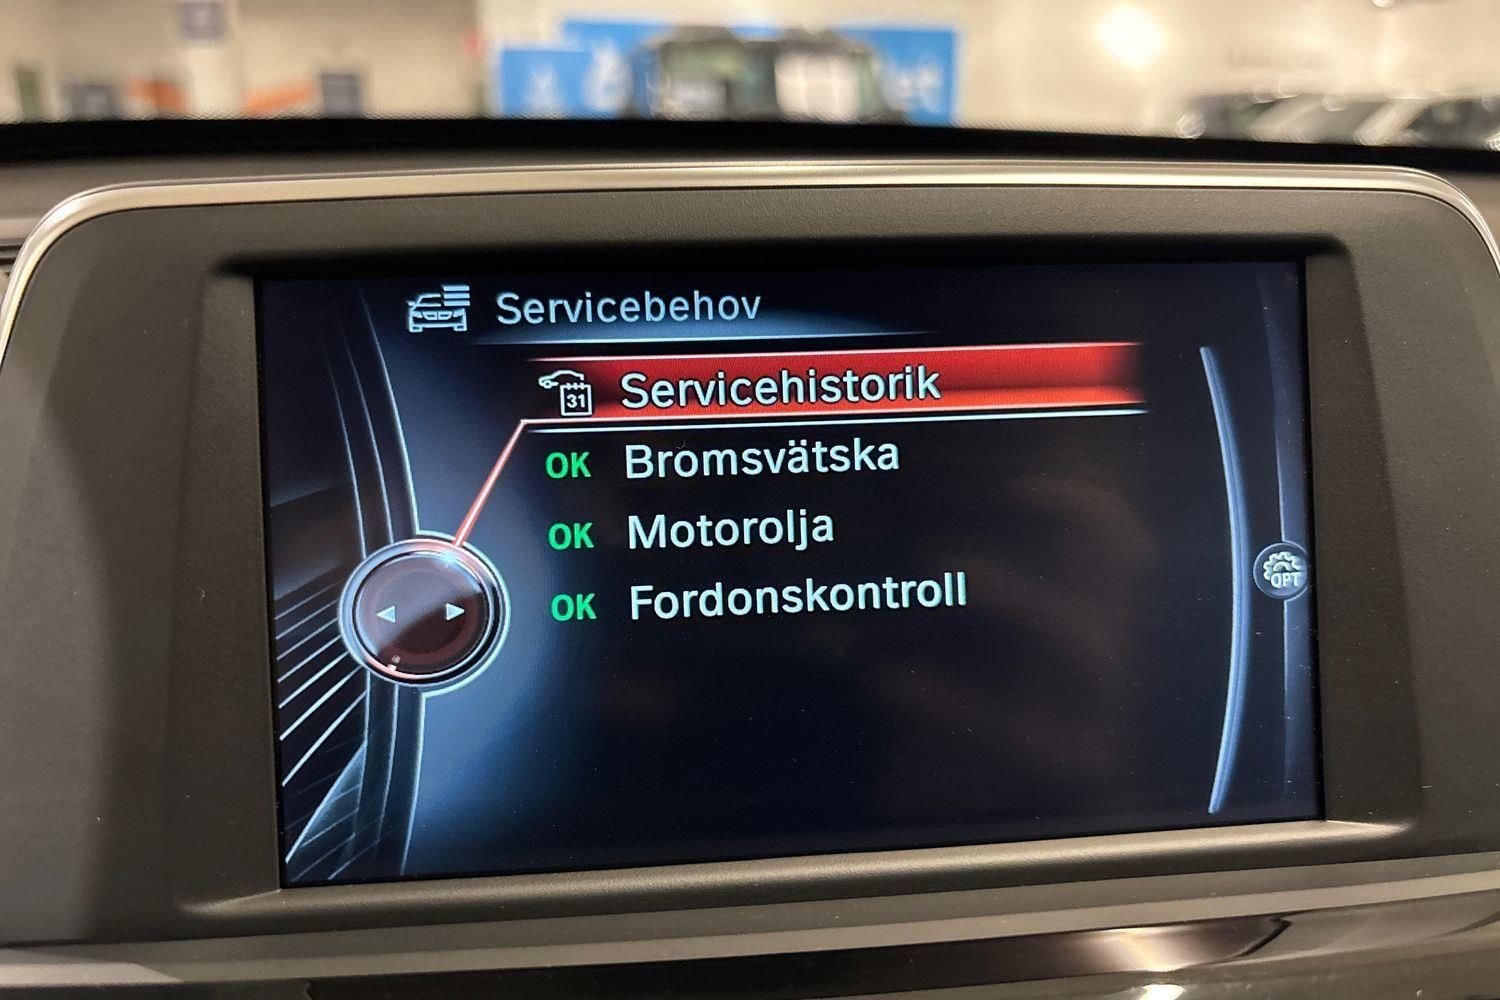 Servicebehov
31 Servicehistorik
OK Bromsvätska
OK Motorolja
OK Fordonskontroll
OPT